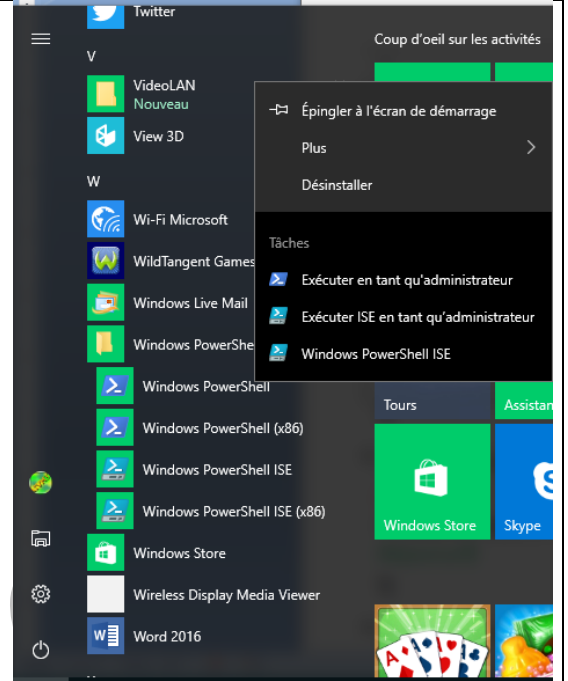 Twitter
Coup d'oeil sur les activités
V
VideoLAN
Nouveau
View 3D
W
Wi-Fi Microsoft
WildTangent Games
Windows Live Mail
Windows PowerShe
Windows PowerShell
Windows PowerShell (x86)
Windows PowerShell ISE
Windows PowerShell ISE (x86)
Windows Store
Wireless Display Media Viewer
Word 2016
Épingler à l'écran de démarrage
Plus
Désinstaller
Tâches
Exécuter en tant qu'administrateur
Exécuter ISE en tant qu'administrateur
Windows PowerShell ISE
Tours
Assistan
Windows Store
Skype